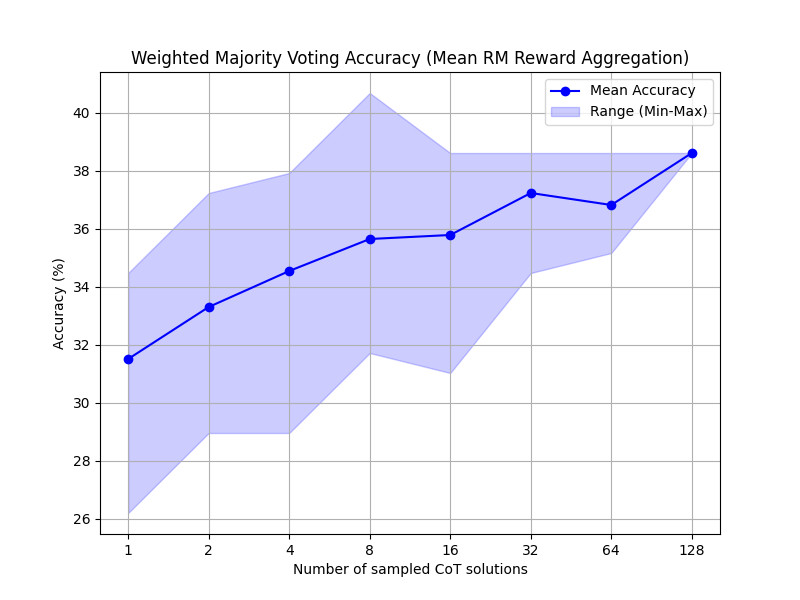 Weighted Majority Voting Accuracy (Mean RM Reward Aggregation)
Mean Accuracy
Range (Min-Max)
Accuracy (%)
40
38
36
34
32
30
28
26
1 2 4 8 16 32 64 128
Number of sampled CoT solutions